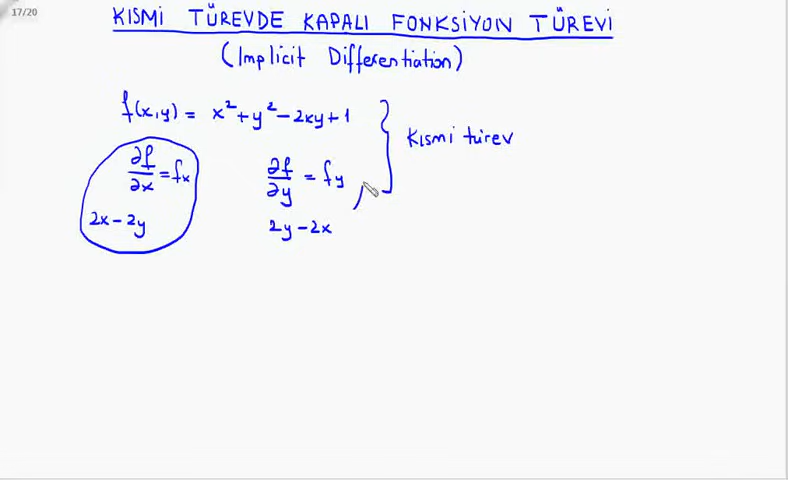 17/20
KISMİ TÜREVDE KAPALI FONKSİYON TÜREVİ
(Implicit Differentiation)
f(x,y) = x² + y² - 2xy + 1
Kısmi türev
∂f/∂x = fx
∂f/∂y = fy
2x - 2y
2y - 2x